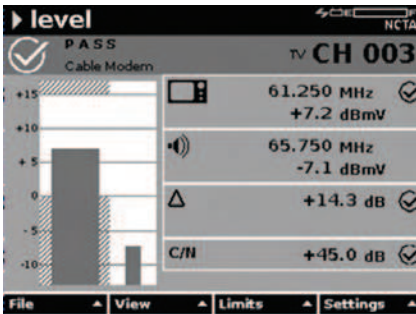 level
NCTA
PASS
Cable Modem
TV CH 003
+15
+10
+5
0
-5
-10
61.250 MHz
+7.2 dBmV
65.750 MHz
-7.1 dBmV
Δ +14.3 dB
C/N +45.0 dB
File View Limits Settings